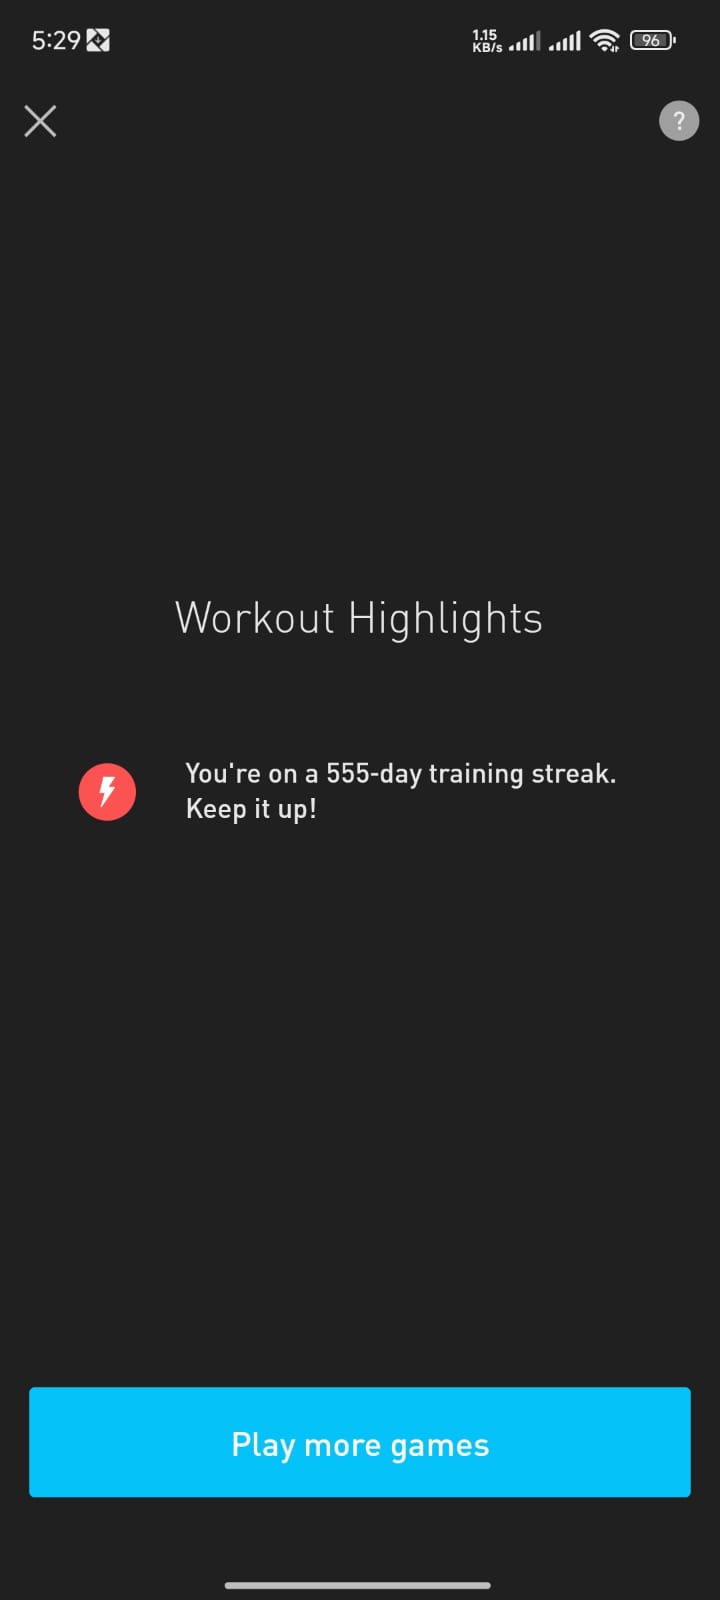 5:29
1.15
KB/s
96
?
Workout Highlights
You're on a 555-day training streak.
Keep it up!
Play more games